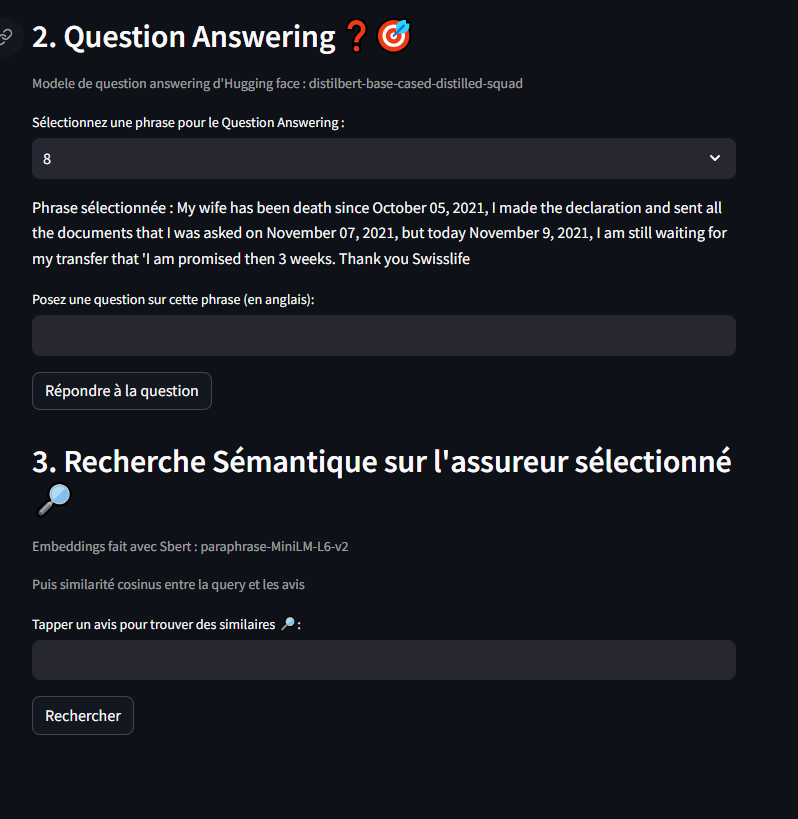 2. Question Answering ❓🎯
Modele de question answering d'Hugging face : distilbert-base-cased-distilled-squad
Sélectionnez une phrase pour le Question Answering :
8
Phrase sélectionnée : My wife has been death since October 05, 2021, I made the declaration and sent all
the documents that I was asked on November 07, 2021, but today November 9, 2021, I am still waiting for
my transfer that 'I am promised then 3 weeks. Thank you Swisslife
Posez une question sur cette phrase (en anglais):
Répondre à la question
3. Recherche Sémantique sur l'assureur sélectionné
🔎
Embeddings fait avec Sbert : paraphrase-MiniLM-L6-v2
Puis similarité cosinus entre la query et les avis
Tapper un avis pour trouver des similaires 🔎 :
Rechercher